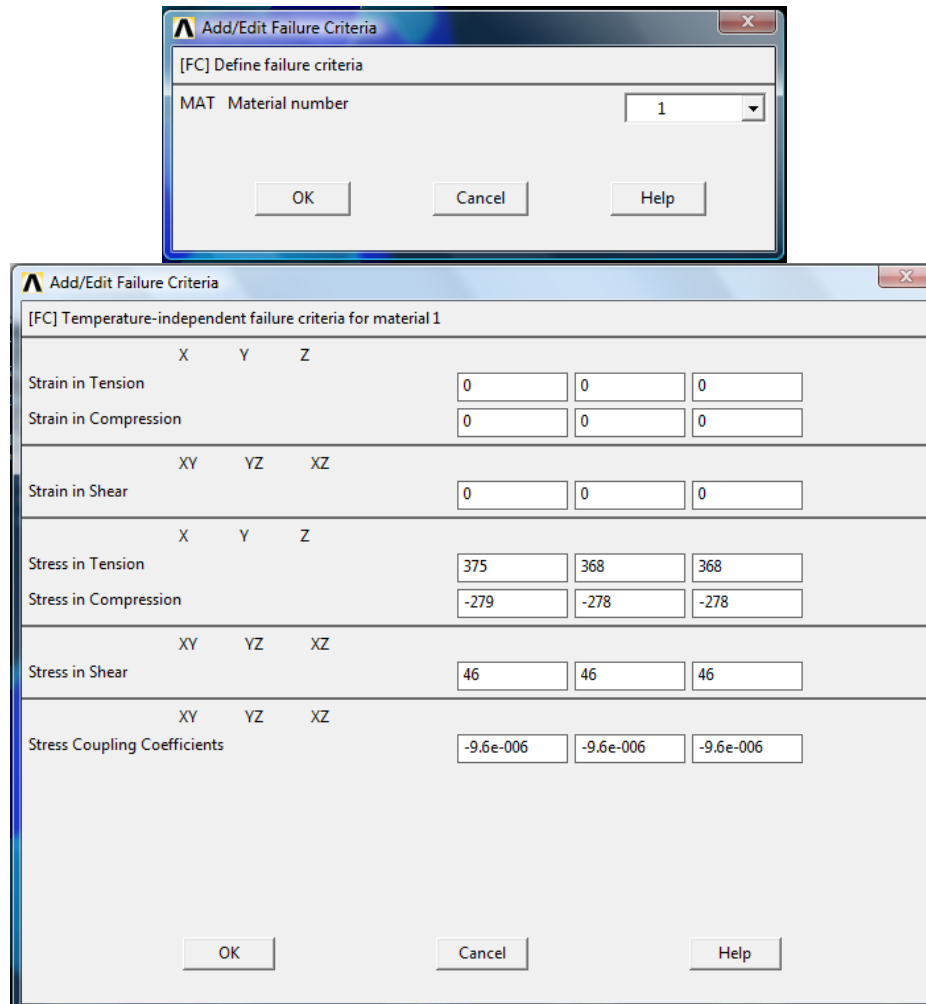 Add/Edit Failure Criteria
[FC] Define failure criteria
MAT Material number 1
OK Cancel Help
Add/Edit Failure Criteria
[FC] Temperature-independent failure criteria for material 1
X Y Z
Strain in Tension 0 0 0
Strain in Compression 0 0 0
XY YZ XZ
Strain in Shear 0 0 0
X Y Z
Stress in Tension 375 368 368
Stress in Compression -279 -278 -278
XY YZ XZ
Stress in Shear 46 46 46
XY YZ XZ
Stress Coupling Coefficients -9.6e-006 -9.6e-006 -9.6e-006
OK Cancel Help